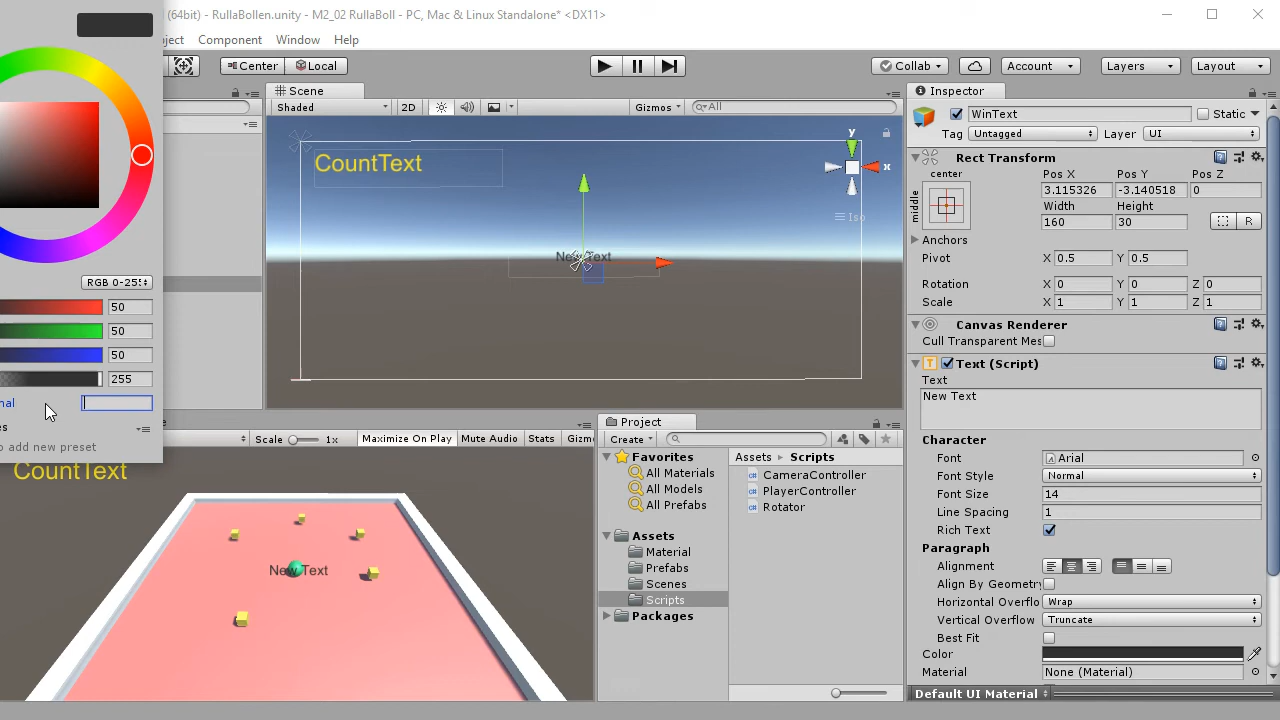 (64bit) - RullaBollen.unity - M2_02 RullaBoll - PC, Mac & Linux Standalone* <DX11>
ject Component Window Help
Center Local Collab Account Layers Layout
Scene Inspector
Shaded 2D Gizmos All
WinText Static
Tag Untagged Layer UI
CountText
y
x
Iso
New Text
Rect Transform
center
middle
Pos X Pos Y Pos Z
3.115326 -3.140518 0
Width Height
160 30 R
Anchors
Pivot X 0.5 Y 0.5
Rotation X 0 Y 0 Z 0
Scale X 1 Y 1 Z 1
Canvas Renderer
Cull Transparent Mes
Text (Script)
Text
New Text
Character
Font Arial
Font Style Normal
Font Size 14
Line Spacing 1
Rich Text
Paragraph
Alignment
Align By Geometry
Horizontal Overflo Wrap
Vertical Overflow Truncate
Best Fit
Color
Material None (Material)
Default UI Material
RGB 0-255
50
50
50
255
nal
es
o add new preset
Scale 1x Maximize On Play Mute Audio Stats Gizm
CountText
New Text
Project
Create
Favorites
All Materials
All Models
All Prefabs
Assets
Material
Prefabs
Scenes
Scripts
Packages
Assets Scripts
CameraController
PlayerController
Rotator